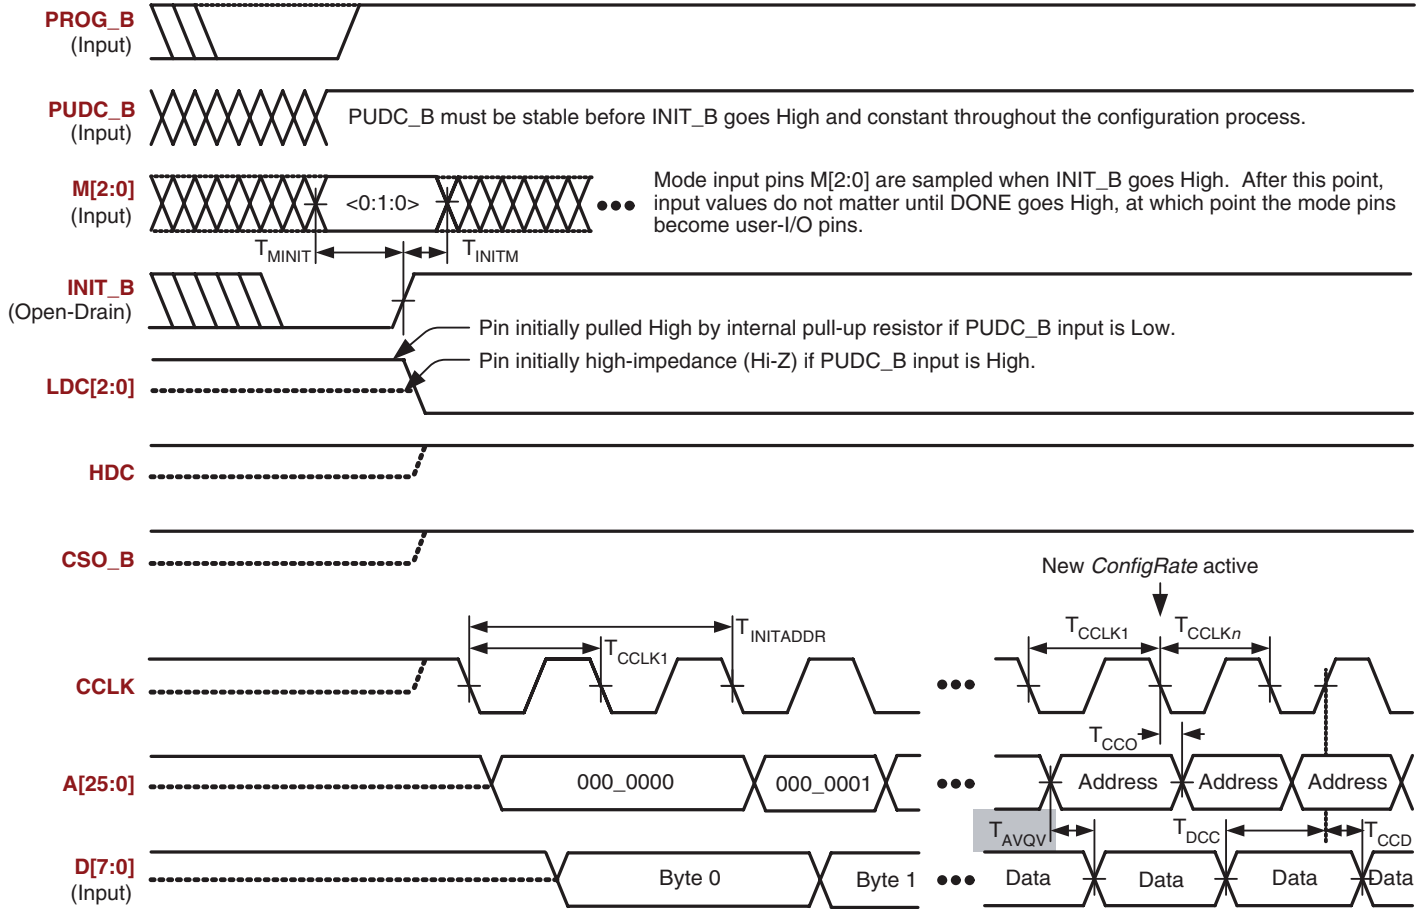 PROG_B
(Input)
PUDC_B
(Input)
PUDC_B must be stable before INIT_B goes High and constant throughout the configuration process.
M[2:0]
(Input)
<0:1:0>
Mode input pins M[2:0] are sampled when INIT_B goes High. After this point,
input values do not matter until DONE goes High, at which point the mode pins
become user-I/O pins.
TMINIT
TINITM
INIT_B
(Open-Drain)
Pin initially pulled High by internal pull-up resistor if PUDC_B input is Low.
Pin initially high-impedance (Hi-Z) if PUDC_B input is High.
LDC[2:0]
HDC
CSO_B
New ConfigRate active
TINITADDR
TCCLK1
TCCLK1
TCCLKn
CCLK
TCCO
A[25:0]
000_0000
000_0001
Address
Address
Address
TAVQV
TDCC
TCCD
D[7:0]
(Input)
Byte 0
Byte 1
Data
Data
Data
Data